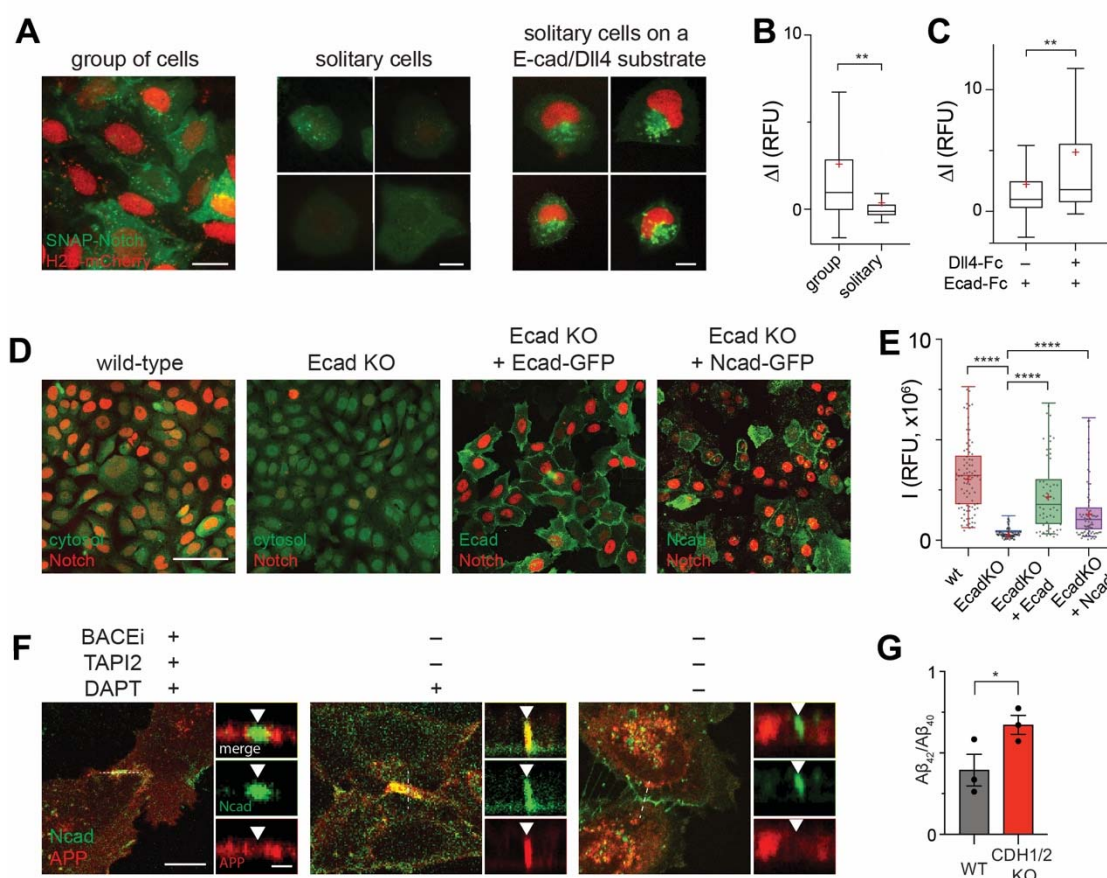 A
group of cells
solitary cells
solitary cells on a
E-cad/Dll4 substrate
SNAP-Notch
H2B-mCherry
B
10
**
ΔI (RFU)
0
group
solitary
C
10
**
ΔI (RFU)
0
Dll4-Fc – +
Ecad-Fc + +
D
wild-type
Ecad KO
Ecad KO
+ Ecad-GFP
Ecad KO
+ Ncad-GFP
cytosol
Notch
cytosol
Notch
Ecad
Notch
Ncad
Notch
E
10
****
****
****
I (RFU, x10⁶)
0
wt
EcadKO
EcadKO
+ Ecad
EcadKO
+ Ncad
F
BACEi + – –
TAPI2 + – –
DAPT + + –
merge
Ncad
APP
Ncad
APP
G
1
*
Aβ42/Aβ40
0
WT
CDH1/2
KO